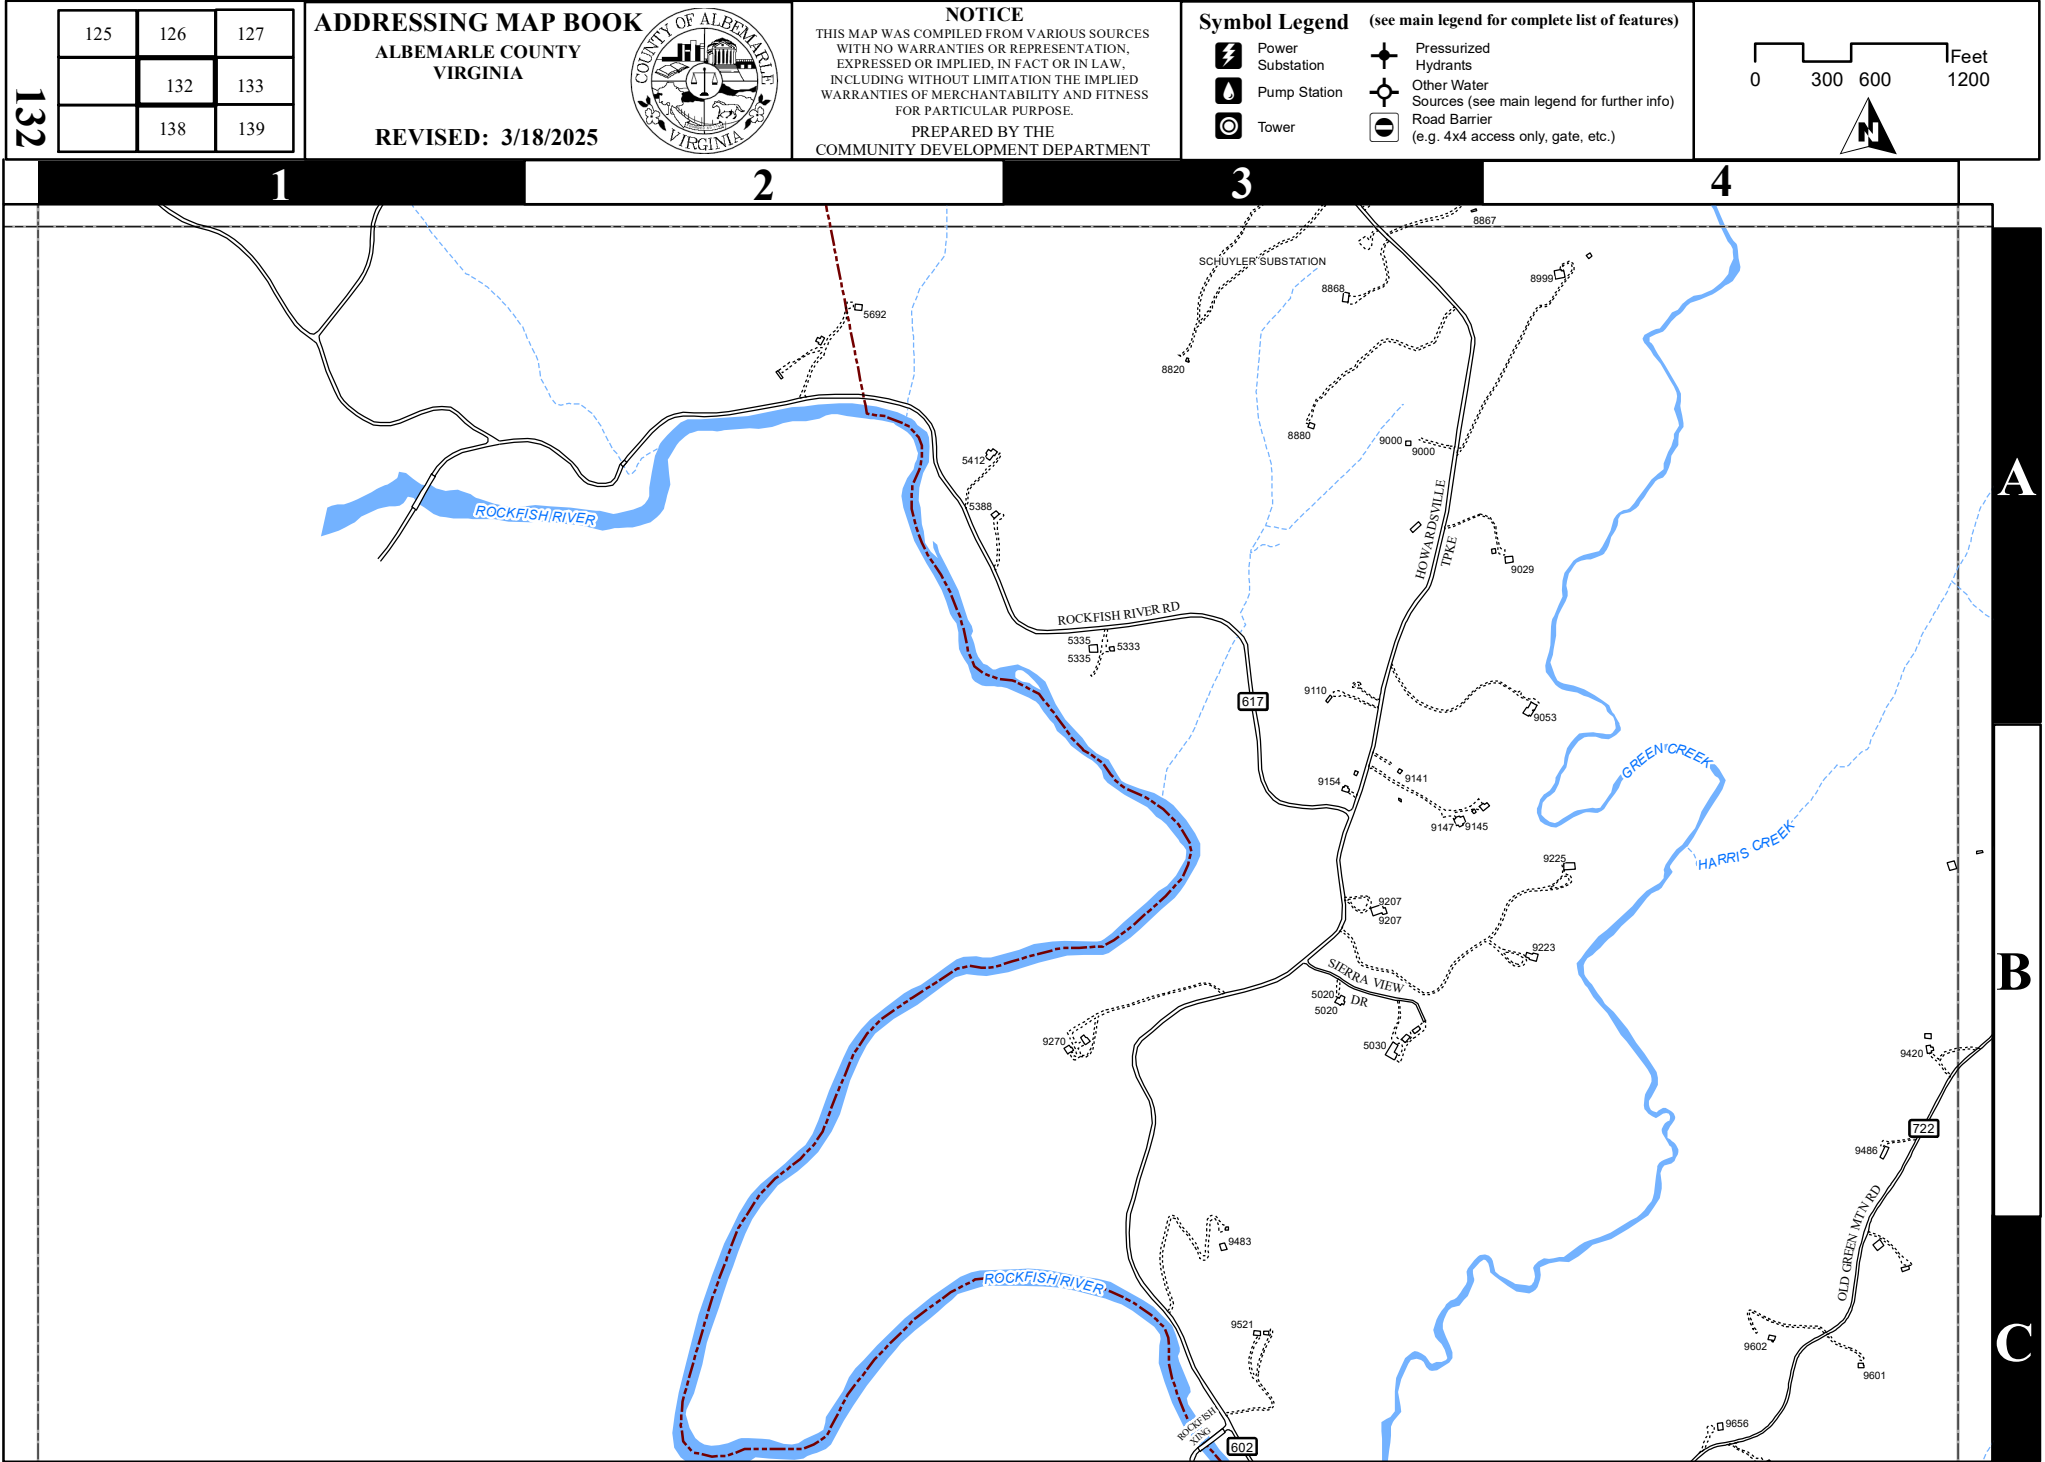 125 126 127
132 133
138 139
132
ADDRESSING MAP BOOK
ALBEMARLE COUNTY
VIRGINIA
REVISED: 3/18/2025
COUNTY OF ALBEMARLE
VIRGINIA
NOTICE
THIS MAP WAS COMPILED FROM VARIOUS SOURCES
WITH NO WARRANTIES OR REPRESENTATION,
EXPRESSED OR IMPLIED, IN FACT OR IN LAW,
INCLUDING WITHOUT LIMITATION THE IMPLIED
WARRANTIES OF MERCHANTABILITY AND FITNESS
FOR PARTICULAR PURPOSE.
PREPARED BY THE
COMMUNITY DEVELOPMENT DEPARTMENT
Symbol Legend (see main legend for complete list of features)
Power
Substation
Pump Station
Tower
Pressurized
Hydrants
Other Water
Sources (see main legend for further info)
Road Barrier
(e.g. 4x4 access only, gate, etc.)
Feet
0 300 600 1200
N
1 2 3 4
8867
SCHUYLER SUBSTATION
8999
8868
5692
8820
8880
9000
9000
5412
A
5388
ROCKFISH RIVER
HOWARDSVILLE
TPKE
9029
ROCKFISH RIVER RD
5335
5333
5335
9110
617
9053
GREEN CREEK
9154
9141
9147
9145
HARRIS CREEK
9225
9207
9207
9223
SIERRA VIEW
DR
B
5020
5020
9270
5030
9420
722
9486
OLD GREEN MTN RD
9483
ROCKFISH RIVER
9521
C
9602
9601
ROCKFISH
XING
9656
602